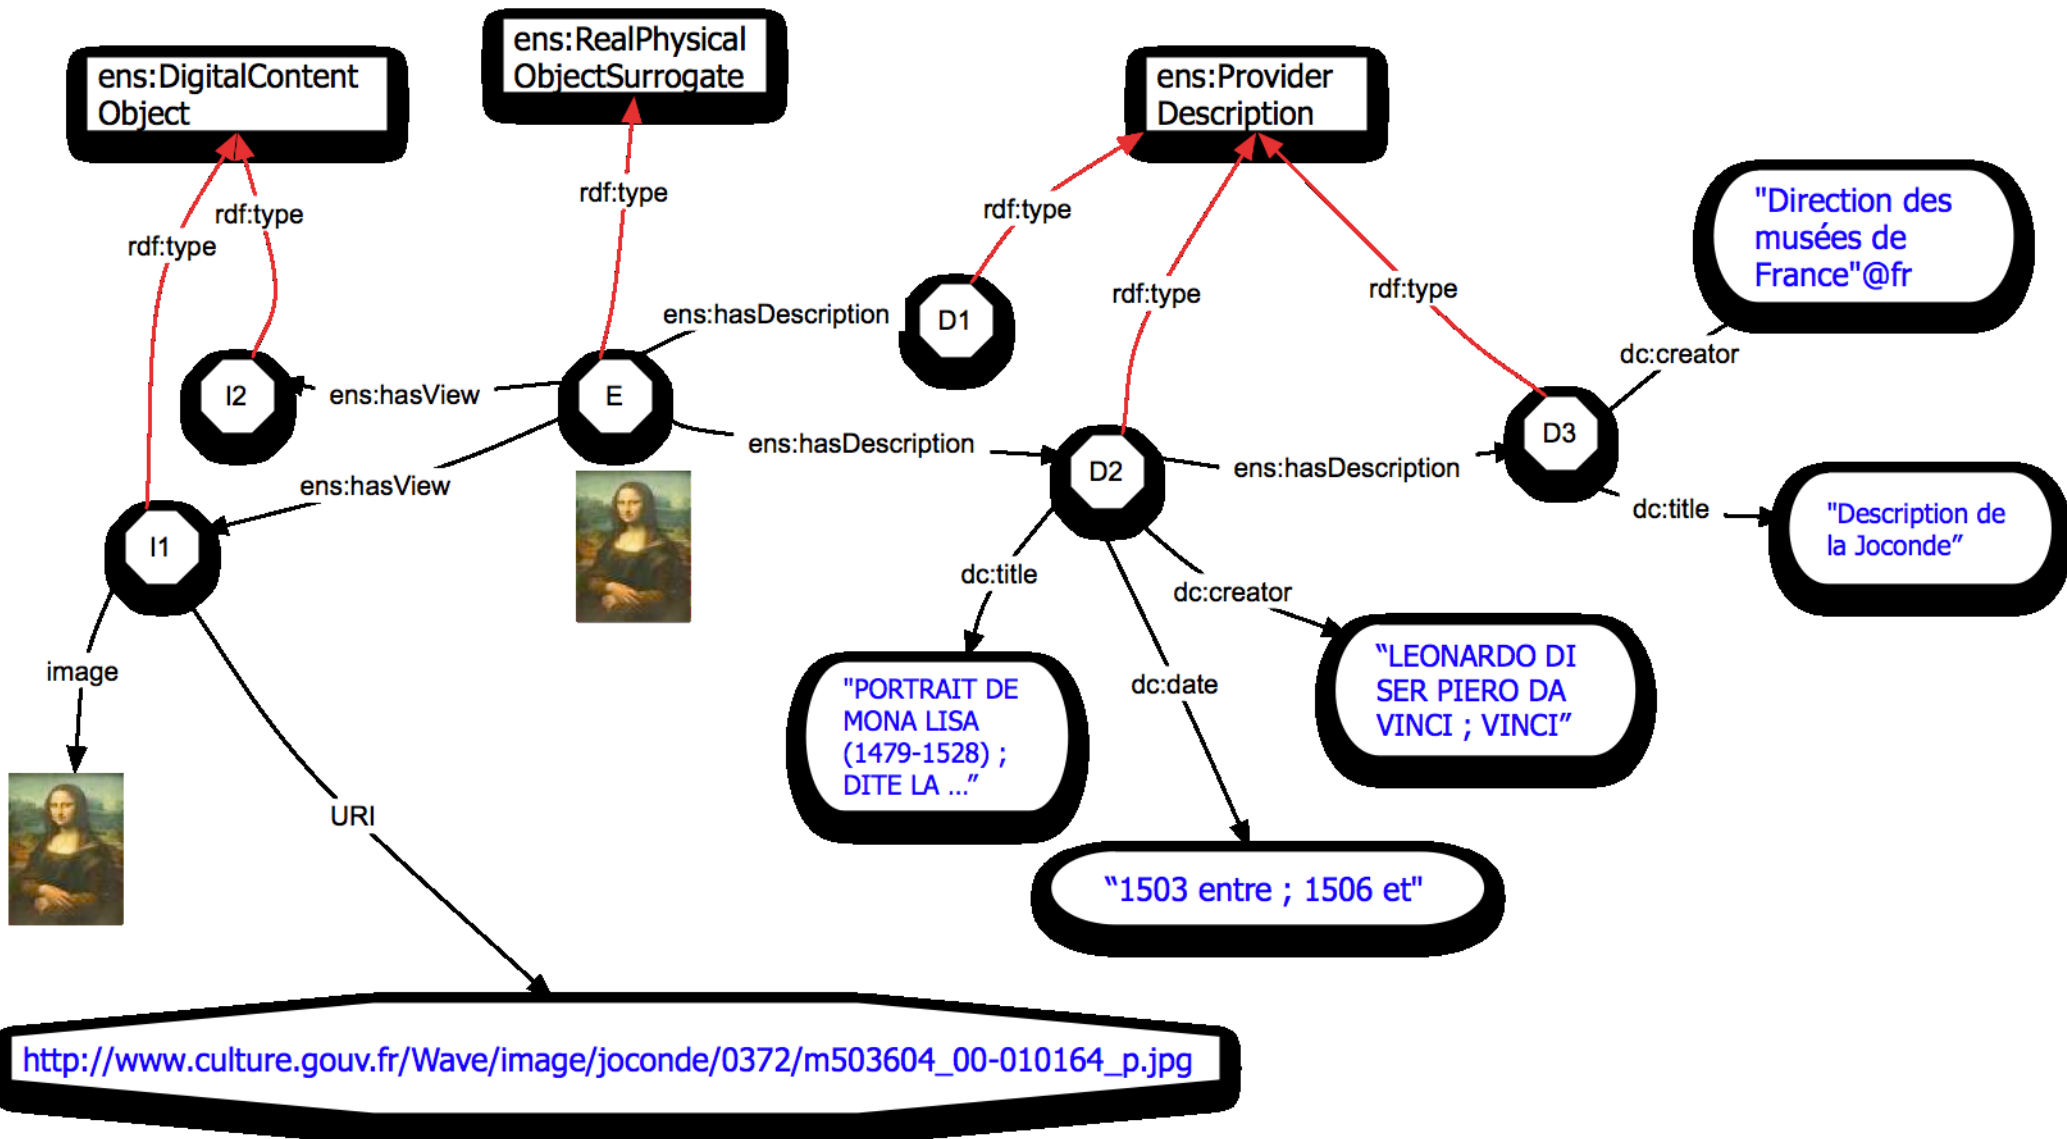 ens:DigitalContent
Object
ens:RealPhysical
ObjectSurrogate
ens:Provider
Description
"Direction des
musées de
France"@fr
rdf:type
rdf:type
rdf:type
rdf:type
rdf:type
rdf:type
ens:hasDescription
D1
dc:creator
I2
ens:hasView
E
ens:hasDescription
D2
ens:hasDescription
D3
ens:hasView
I1
dc:title
"Description de
la Joconde”
dc:title
dc:creator
image
dc:date
"PORTRAIT DE
MONA LISA
(1479-1528) ;
DITE LA ...”
“LEONARDO DI
SER PIERO DA
VINCI ; VINCI”
URI
“1503 entre ; 1506 et"
http://www.culture.gouv.fr/Wave/image/joconde/0372/m503604_00-010164_p.jpg